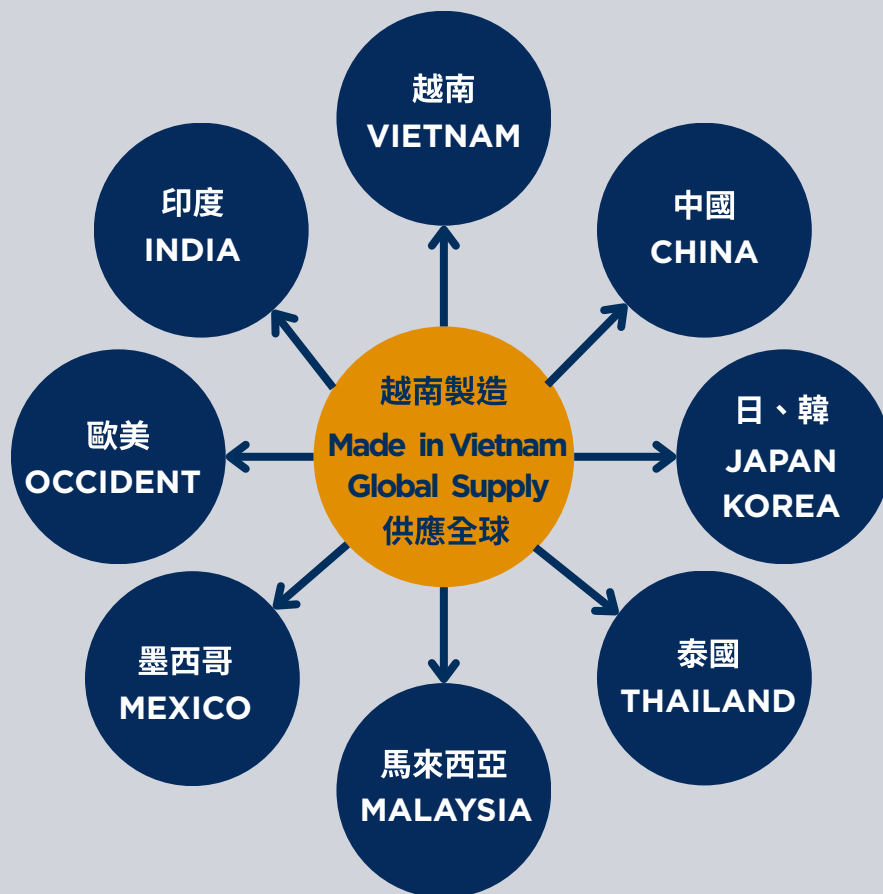 越南
VIETNAM
印度
INDIA
中國
CHINA
越南製造
Made in Vietnam
Global Supply
供應全球
歐美
OCCIDENT
日、韓
JAPAN
KOREA
墨西哥
MEXICO
泰國
THAILAND
馬來西亞
MALAYSIA